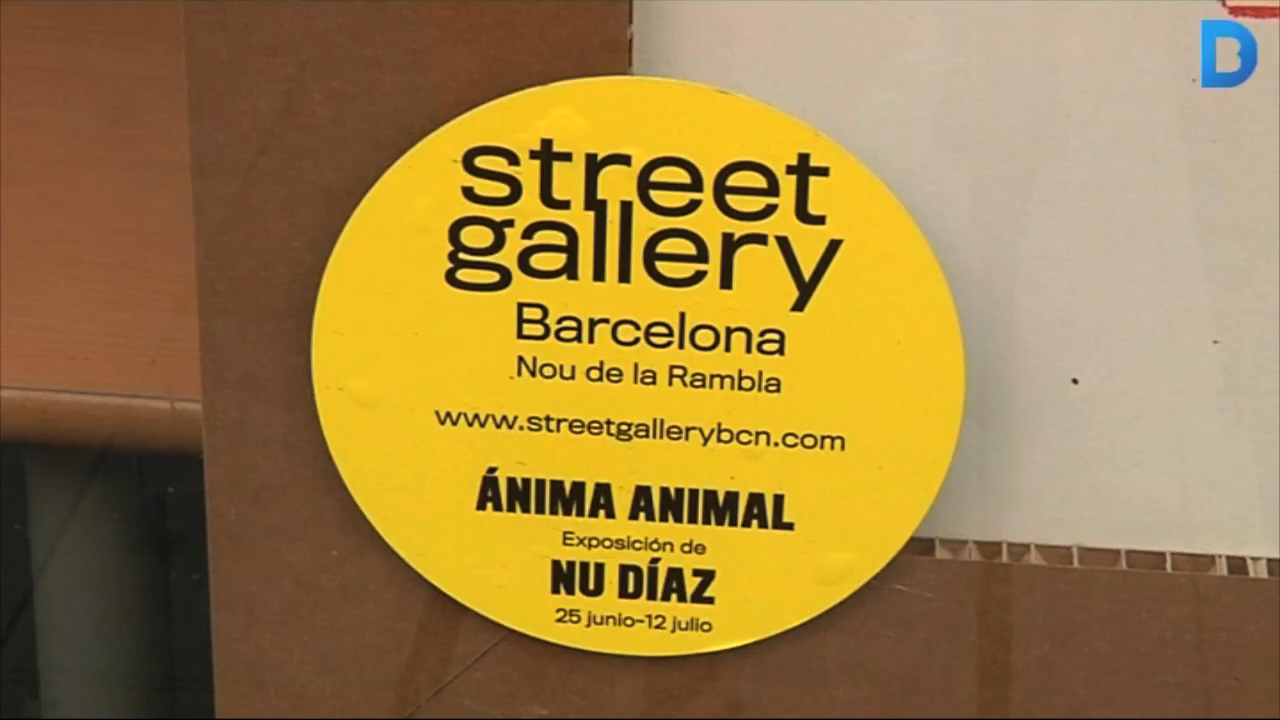 street
gallery
Barcelona
Nou de la Rambla
www.streetgallerybcn.com
ÁNIMA ANIMAL
Exposición de
NU DÍAZ
25 junio-12 julio